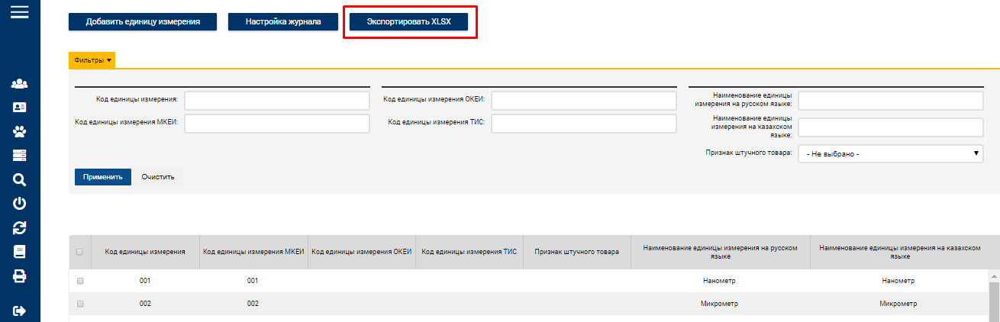 Добавить единицу измерения Настройка журнала Экспортировать XLSX
Фильтры
Код единицы измерения:
Код единицы измерения МКЕИ:
Код единицы измерения ОКЕИ:
Код единицы измерения ТИС:
Наименование единицы
измерения на русском языке:
Наименование единицы
измерения на казахском
языке:
Признак штучного товара: - Не выбрано -
Применить Очистить
Код единицы измерения Код единицы измерения МКЕИ Код единицы измерения ОКЕИ Код единицы измерения ТИС Признак штучного товара Наименование единицы измерения на русском языке Наименование единицы измерения на казахском языке
001 001 Нанометр Нанометр
002 002 Микрометр Микрометр